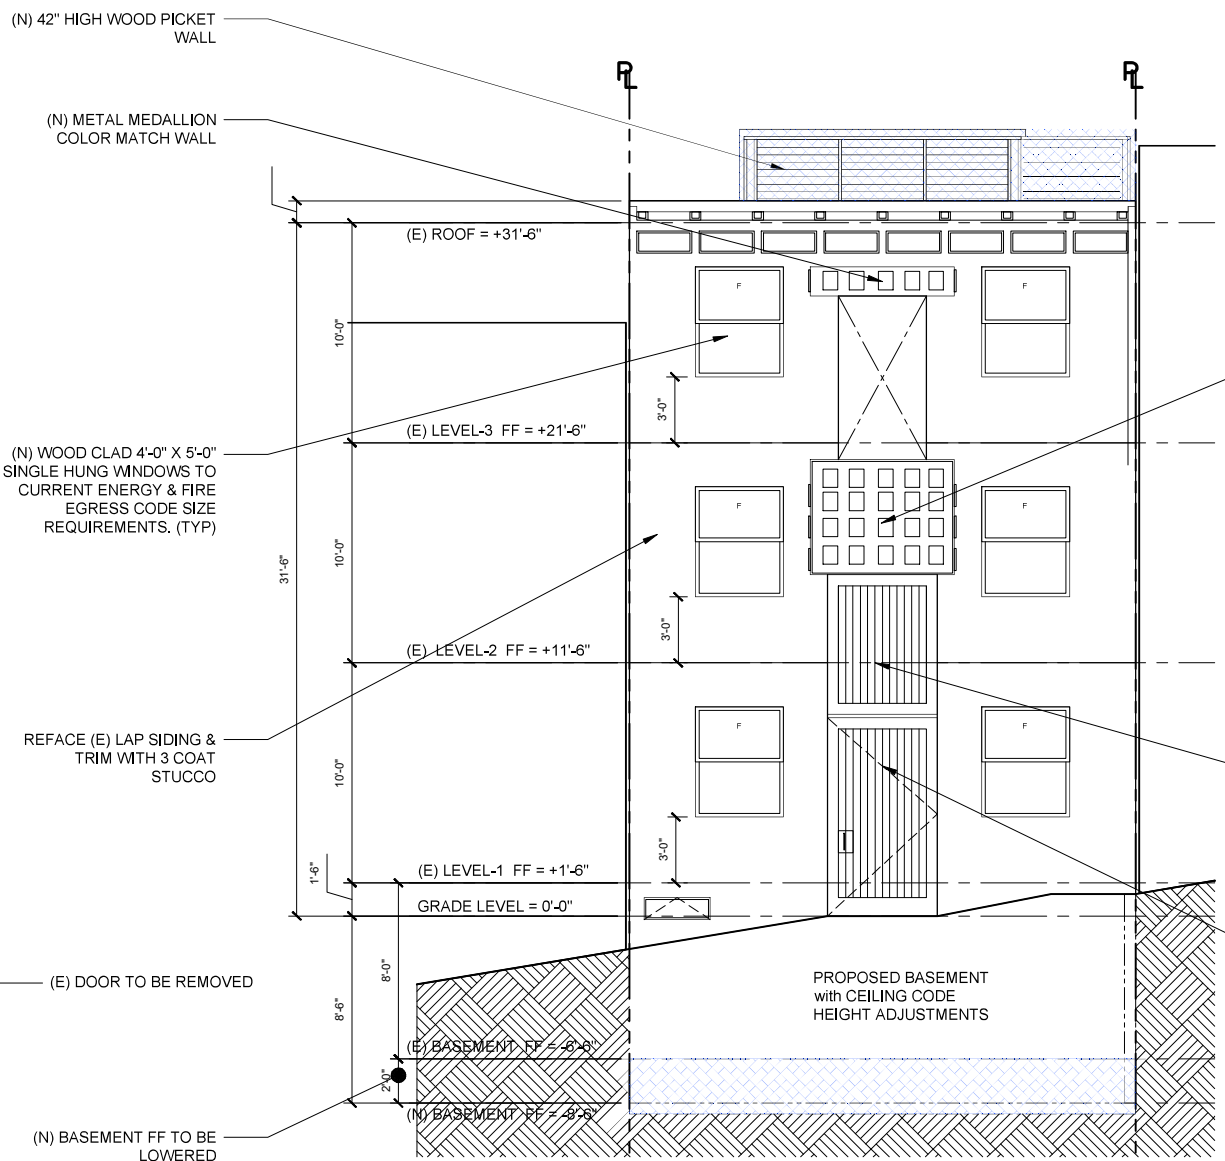 (N) 42" HIGH WOOD PICKET
WALL
PL
PL
(N) METAL MEDALLION
COLOR MATCH WALL
(E) ROOF = +31'-6"
F
F
10'-0"
X
3'-0"
(E) LEVEL-3 FF = +21'-6"
(N) WOOD CLAD 4'-0" X 5'-0"
SINGLE HUNG WINDOWS TO
CURRENT ENERGY & FIRE
EGRESS CODE SIZE
REQUIREMENTS. (TYP)
F
F
10'-0"
31'-6"
3'-0"
(E) LEVEL-2 FF = +11'-6"
REFACE (E) LAP SIDING &
TRIM WITH 3 COAT
STUCCO
F
F
10'-0"
3'-0"
1'-6"
(E) LEVEL-1 FF = +1'-6"
GRADE LEVEL = 0'-0"
(E) DOOR TO BE REMOVED
8'-0"
8'-6"
PROPOSED BASEMENT
with CEILING CODE
HEIGHT ADJUSTMENTS
(E) BASEMENT FF = -6'-6"
2'-0"
(N) BASEMENT FF = -8'-6"
(N) BASEMENT FF TO BE
LOWERED